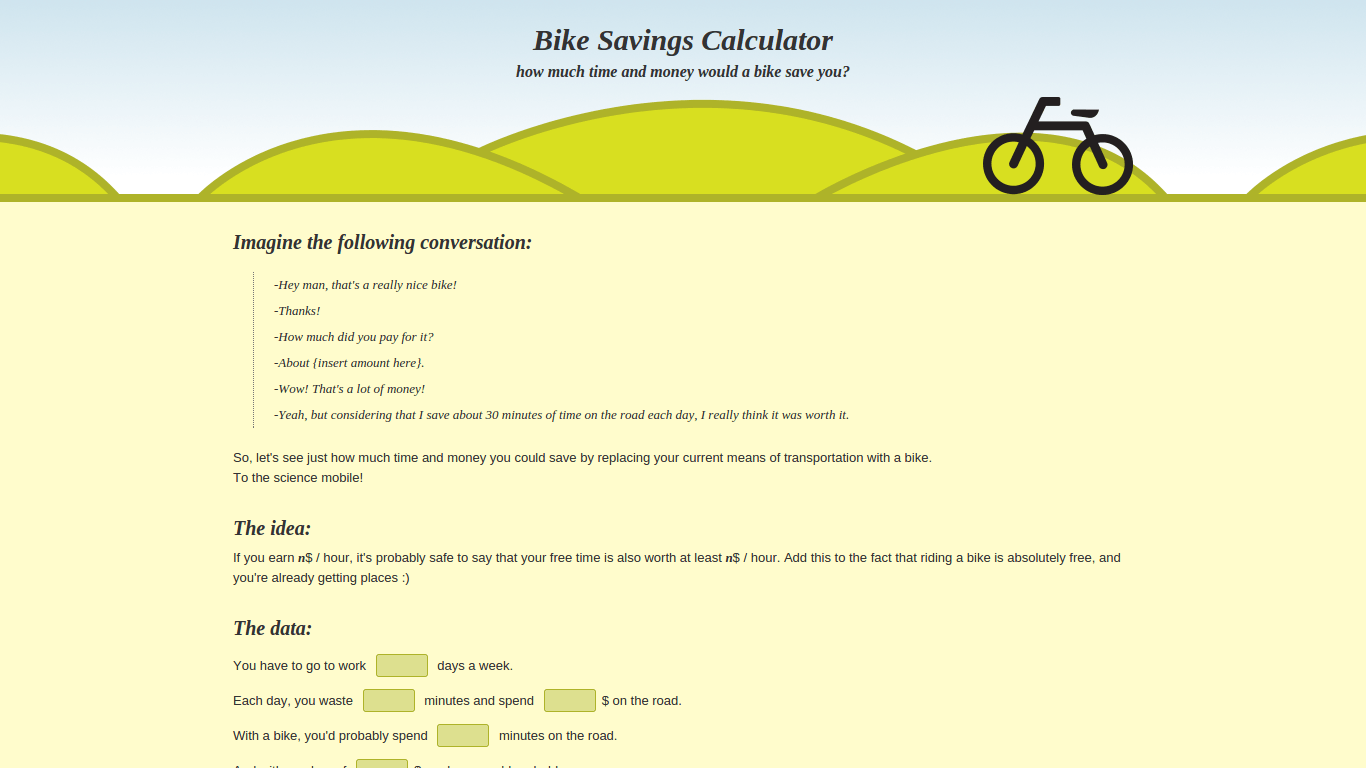 Bike Savings Calculator
how much time and money would a bike save you?
Imagine the following conversation:
-Hey man, that's a really nice bike!
-Thanks!
-How much did you pay for it?
-About {insert amount here}.
-Wow! That's a lot of money!
-Yeah, but considering that I save about 30 minutes of time on the road each day, I really think it was worth it.
So, let's see just how much time and money you could save by replacing your current means of transportation with a bike.
To the science mobile!
The idea:
If you earn n$ / hour, it's probably safe to say that your free time is also worth at least n$ / hour. Add this to the fact that riding a bike is absolutely free, and
you're already getting places :)
The data:
You have to go to work days a week.
Each day, you waste minutes and spend $ on the road.
With a bike, you'd probably spend minutes on the road.